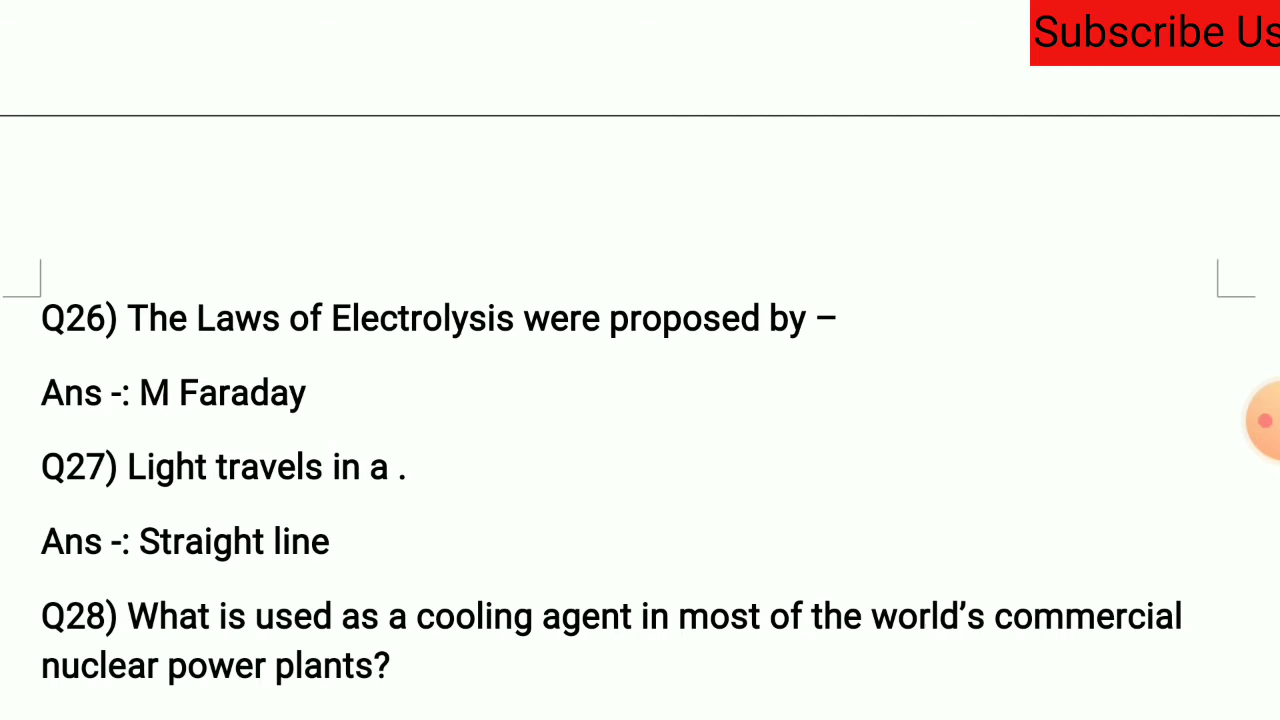 Subscribe Us
Q26) The Laws of Electrolysis were proposed by –
Ans -: M Faraday
Q27) Light travels in a .
Ans -: Straight line
Q28) What is used as a cooling agent in most of the world’s commercial
nuclear power plants?